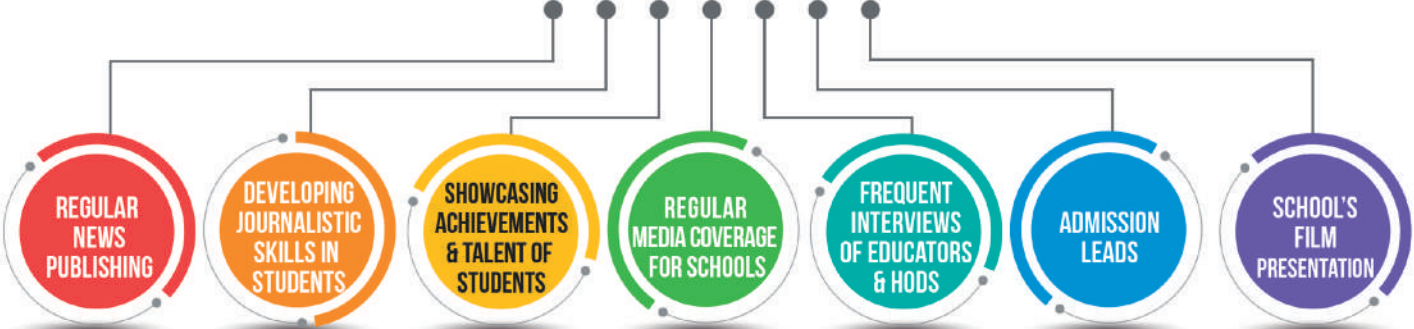 REGULAR
NEWS
PUBLISHING
DEVELOPING
JOURNALISTIC
SKILLS IN
STUDENTS
SHOWCASING
ACHIEVEMENTS
& TALENT OF
STUDENTS
REGULAR
MEDIA COVERAGE
FOR SCHOOLS
FREQUENT
INTERVIEWS
OF EDUCATORS
& HODS
ADMISSION
LEADS
SCHOOL'S
FILM
PRESENTATION